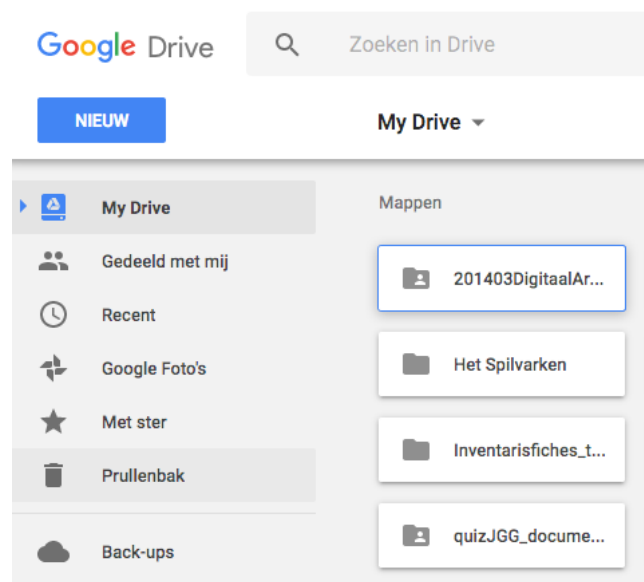 Google Drive
Zoeken in Drive
NIEUW
My Drive
My Drive
Gedeeld met mij
Recent
Google Foto's
Met ster
Prullenbak
Back-ups
Mappen
201403DigitaalAr...
Het Spilvarken
Inventarisfiches_t...
quizJGG_docume...